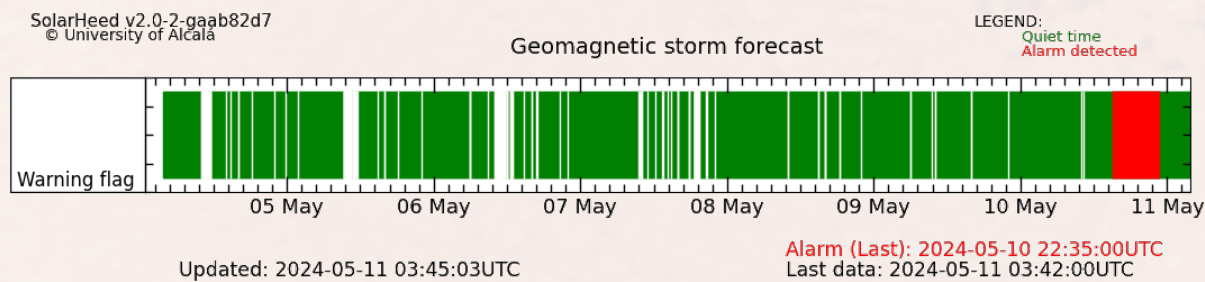 SolarHeed v2.0-2-gaab82d7
© University of Alcalá
LEGEND:
Quiet time
Alarm detected
Geomagnetic storm forecast
Warning flag
05 May 06 May 07 May 08 May 09 May 10 May 11 May
Alarm (Last): 2024-05-10 22:35:00UTC
Updated: 2024-05-11 03:45:03UTC
Last data: 2024-05-11 03:42:00UTC